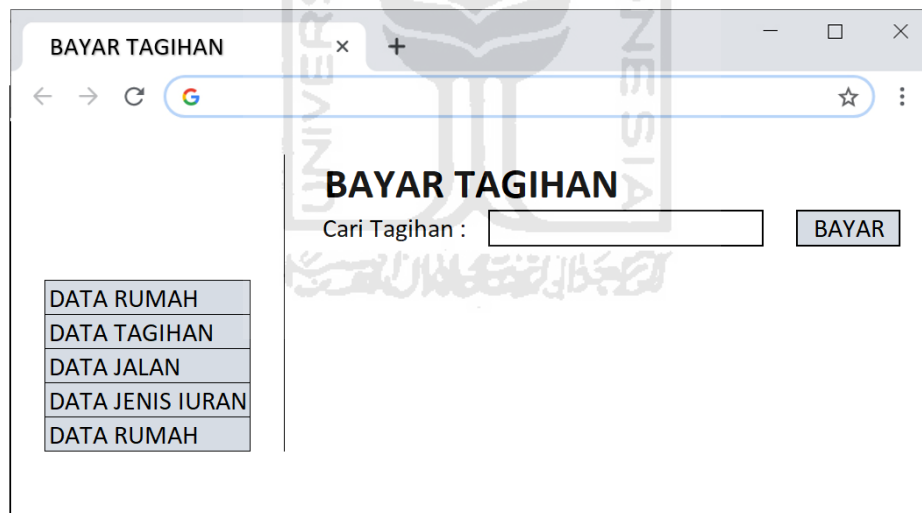 BAYAR TAGIHAN
BAYAR TAGIHAN
Cari Tagihan : BAYAR
DATA RUMAH
DATA TAGIHAN
DATA JALAN
DATA JENIS IURAN
DATA RUMAH